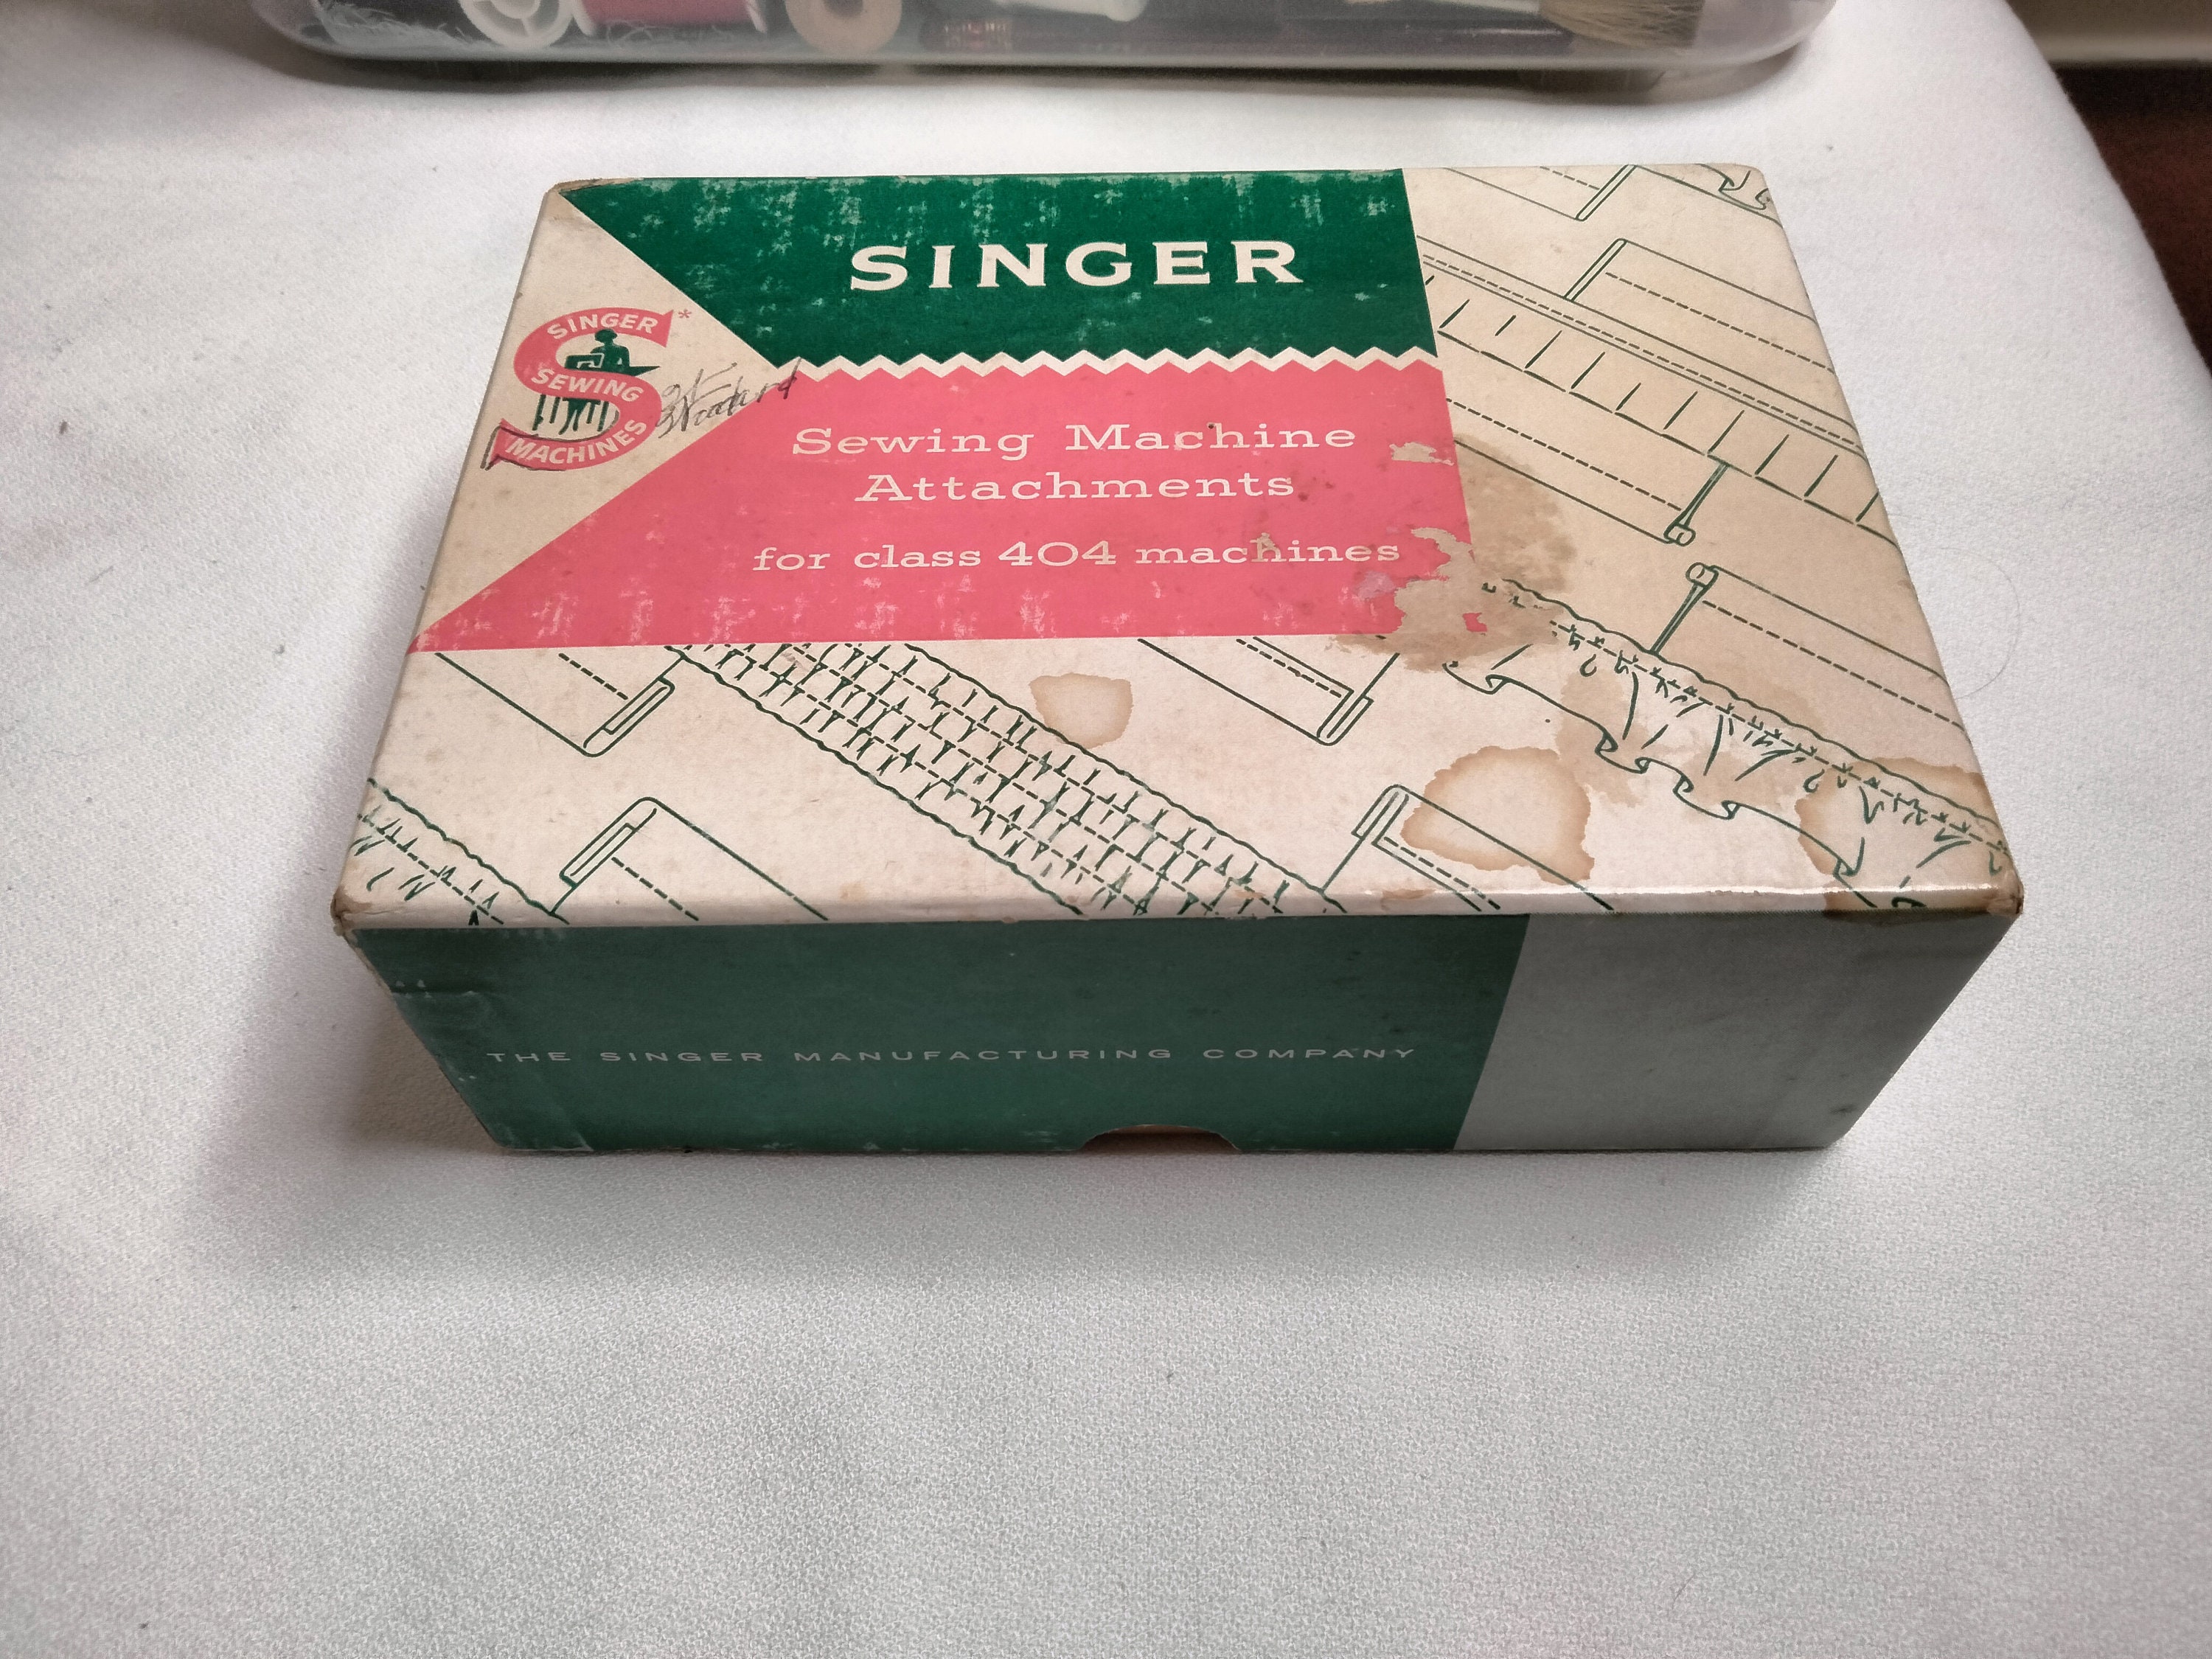 SINGER
SINGER*
SEWING
MACHINES
Sewing Machine
Attachments
for class 404 machines
THE SINGER MANUFACTURING COMPANY